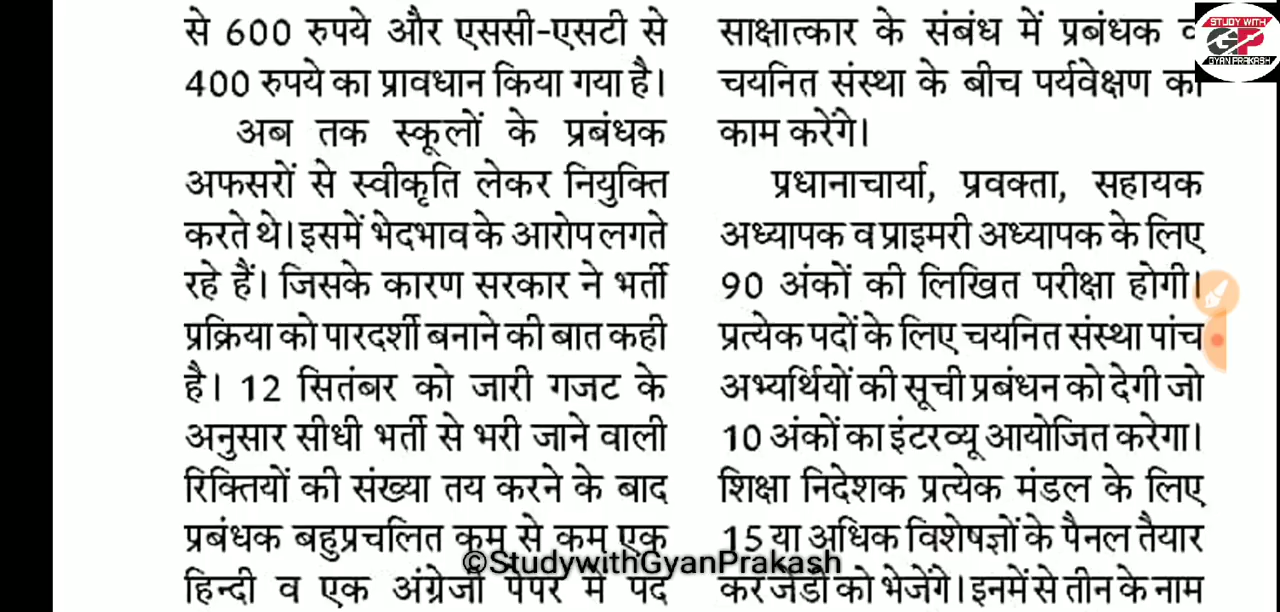 से 600 रुपये और एससी-एसटी से
400 रुपये का प्रावधान किया गया है।
अब तक स्कूलों के प्रबंधक
अफसरों से स्वीकृति लेकर नियुक्ति
करते थे। इसमें भेदभाव के आरोप लगते
रहे हैं। जिसके कारण सरकार ने भर्ती
प्रक्रिया को पारदर्शी बनाने की बात कही
है। 12 सितंबर को जारी गजट के
अनुसार सीधी भर्ती से भरी जाने वाली
रिक्तियों की संख्या तय करने के बाद
प्रबंधक बहुप्रचलित कम से कम एक
हिन्दी व एक अंग्रेजी पेपर में पद
साक्षात्कार के संबंध में प्रबंधक
चयनित संस्था के बीच पर्यवेक्षण का
काम करेंगे।
प्रधानाचार्या, प्रवक्ता, सहायक
अध्यापक व प्राइमरी अध्यापक के लिए
90 अंकों की लिखित परीक्षा होगी।
प्रत्येक पदों के लिए चयनित संस्था पांच
अभ्यर्थियों की सूची प्रबंधन को देगी जो
10 अंकों का इंटरव्यू आयोजित करेगा।
शिक्षा निदेशक प्रत्येक मंडल के लिए
15 या अधिक विशेषज्ञों के पैनल तैयार
कर जेडी को भेजेंगे। इनमें से तीन के नाम
STUDY WITH
GP
GYAN PRAKASH
©StudywithGyanPrakash